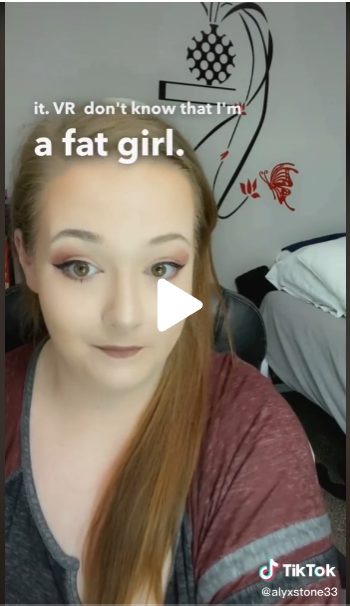 it. VR don't know that I'm
a fat girl.
TikTok
@alyxstone33